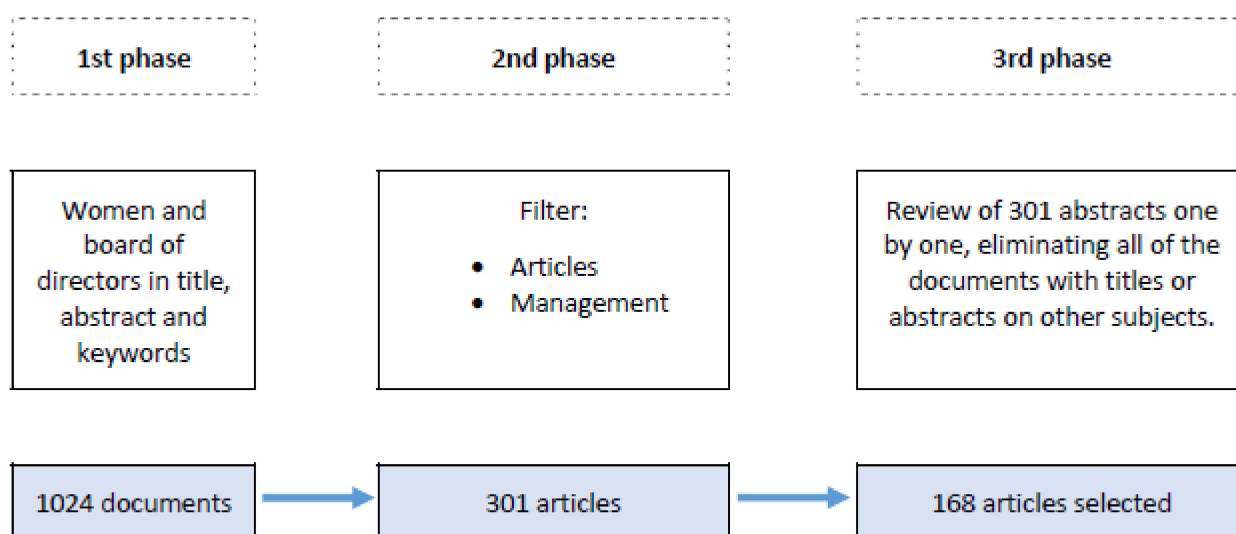 1st phase
2nd phase
3rd phase
Women and
board of
directors in title,
abstract and
keywords
Filter:
• Articles
• Management
Review of 301 abstracts one
by one, eliminating all of the
documents with titles or
abstracts on other subjects.
1024 documents
301 articles
168 articles selected